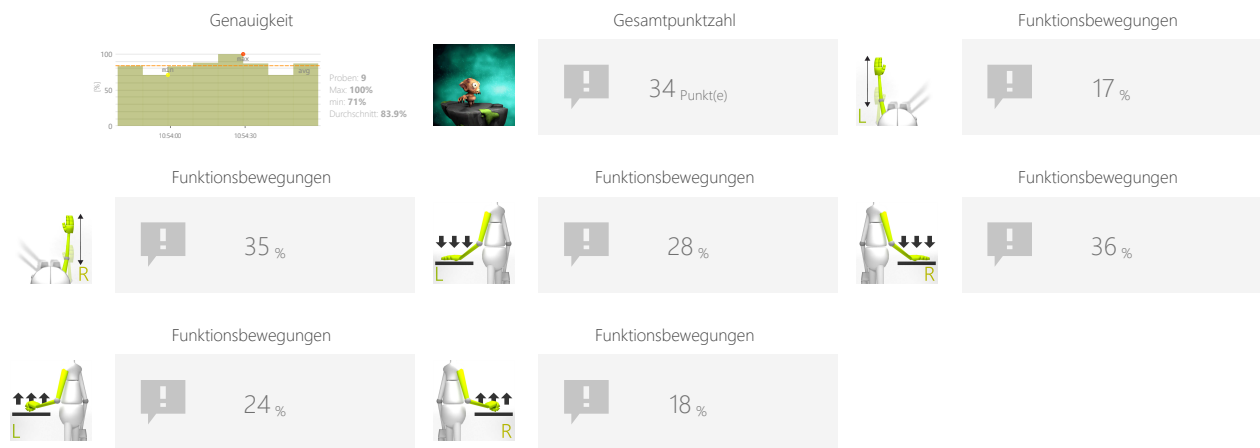 Genauigkeit
100
50
0
(%)
min
max
avg
10:54:00
10:54:30
Proben: 9
Max: 100%
min: 71%
Durchschnitt: 83.9%
Gesamtpunktzahl
34 Punkt(e)
Funktionsbewegungen
L
17 %
Funktionsbewegungen
R
35 %
Funktionsbewegungen
L
28 %
Funktionsbewegungen
R
36 %
Funktionsbewegungen
L
24 %
Funktionsbewegungen
R
18 %